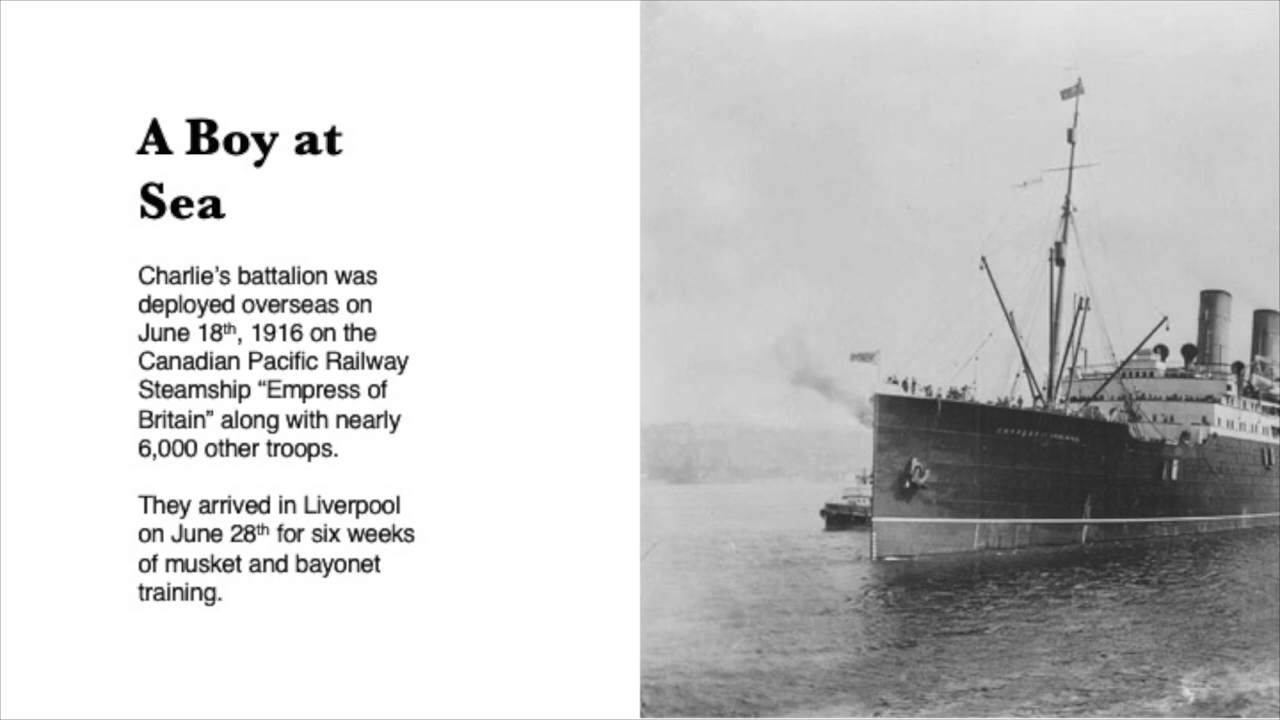 A Boy at
Sea
Charlie’s battalion was
deployed overseas on
June 18th, 1916 on the
Canadian Pacific Railway
Steamship “Empress of
Britain” along with nearly
6,000 other troops.
They arrived in Liverpool
on June 28th for six weeks
of musket and bayonet
training.